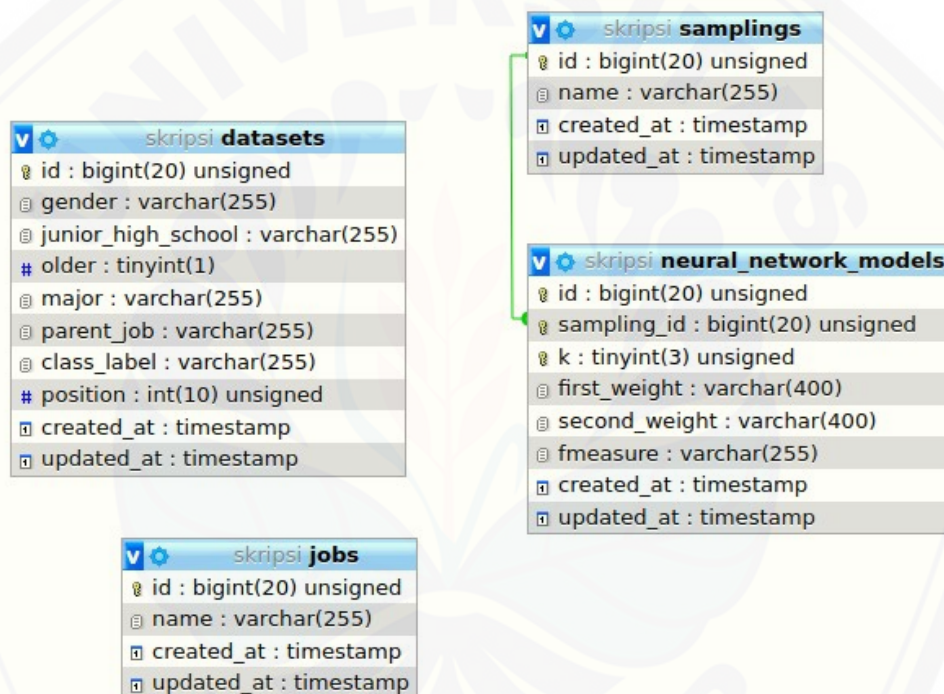 skripsi datasets
id : bigint(20) unsigned
gender : varchar(255)
junior_high_school : varchar(255)
older : tinyint(1)
major : varchar(255)
parent_job : varchar(255)
class_label : varchar(255)
position : int(10) unsigned
created_at : timestamp
updated_at : timestamp
skripsi samplings
id : bigint(20) unsigned
name : varchar(255)
created_at : timestamp
updated_at : timestamp
skripsi neural_network_models
id : bigint(20) unsigned
sampling_id : bigint(20) unsigned
k : tinyint(3) unsigned
first_weight : varchar(400)
second_weight : varchar(400)
fmeasure : varchar(255)
created_at : timestamp
updated_at : timestamp
skripsi jobs
id : bigint(20) unsigned
name : varchar(255)
created_at : timestamp
updated_at : timestamp